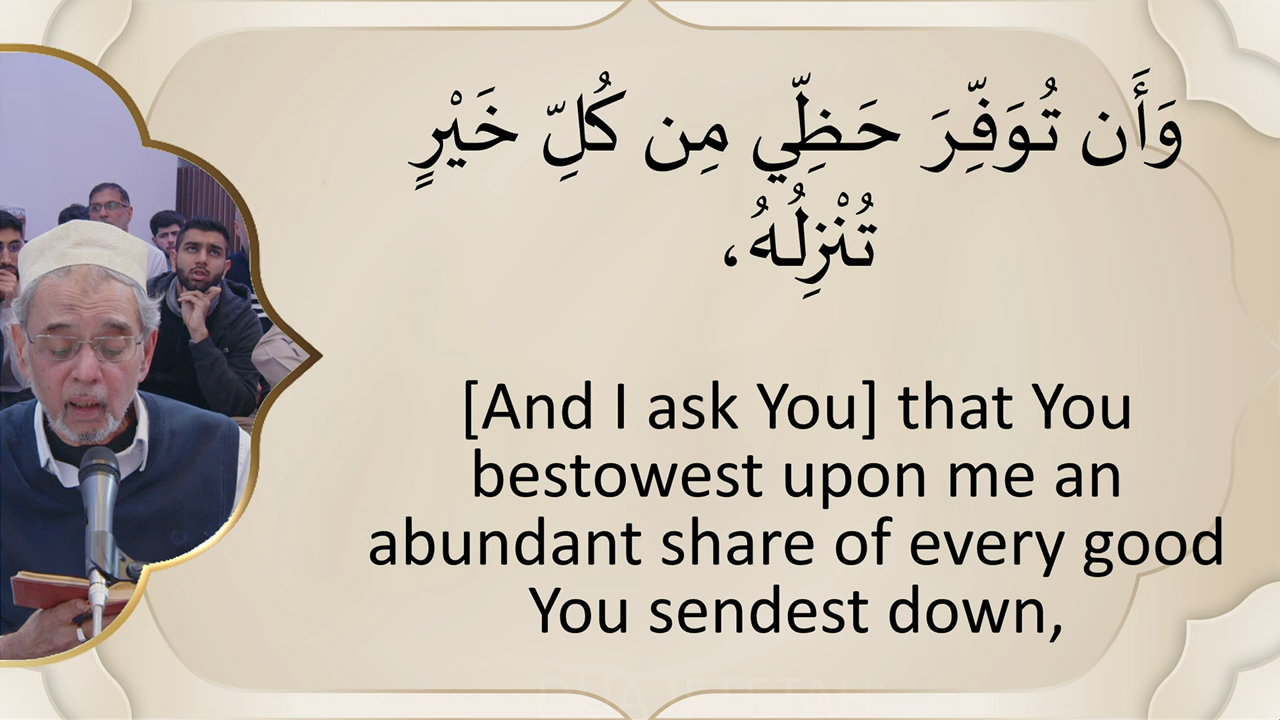 وَأَن تُوَفِّرَ حَظِّي مِن كُلِّ خَيْرٍ
تُنْزِلُهُ،
[And I ask You] that You
bestowest upon me an
abundant share of every good
You sendest down,